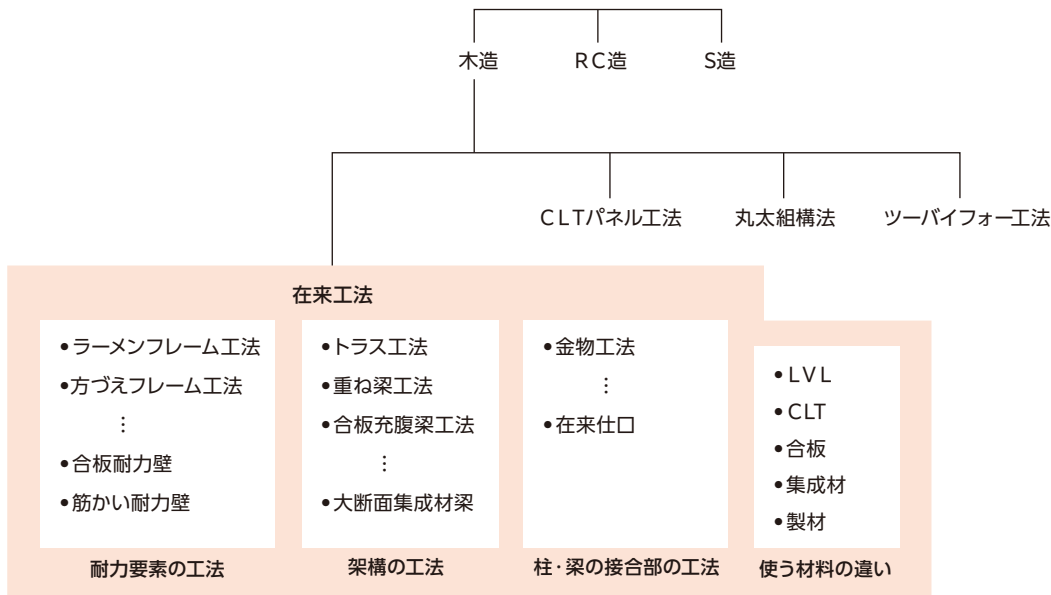 木造
RC造
S造
CLTパネル工法
丸太組構法
ツーバイフォー工法
在来工法
•ラーメンフレーム工法
•方づえフレーム工法
⋮
•合板耐力壁
•筋かい耐力壁
耐力要素の工法
•トラス工法
•重ね梁工法
•合板充腹梁工法
⋮
•大断面集成材梁
架構の工法
•金物工法
⋮
•在来仕口
柱・梁の接合部の工法
•LVL
•CLT
•合板
•集成材
•製材
使う材料の違い